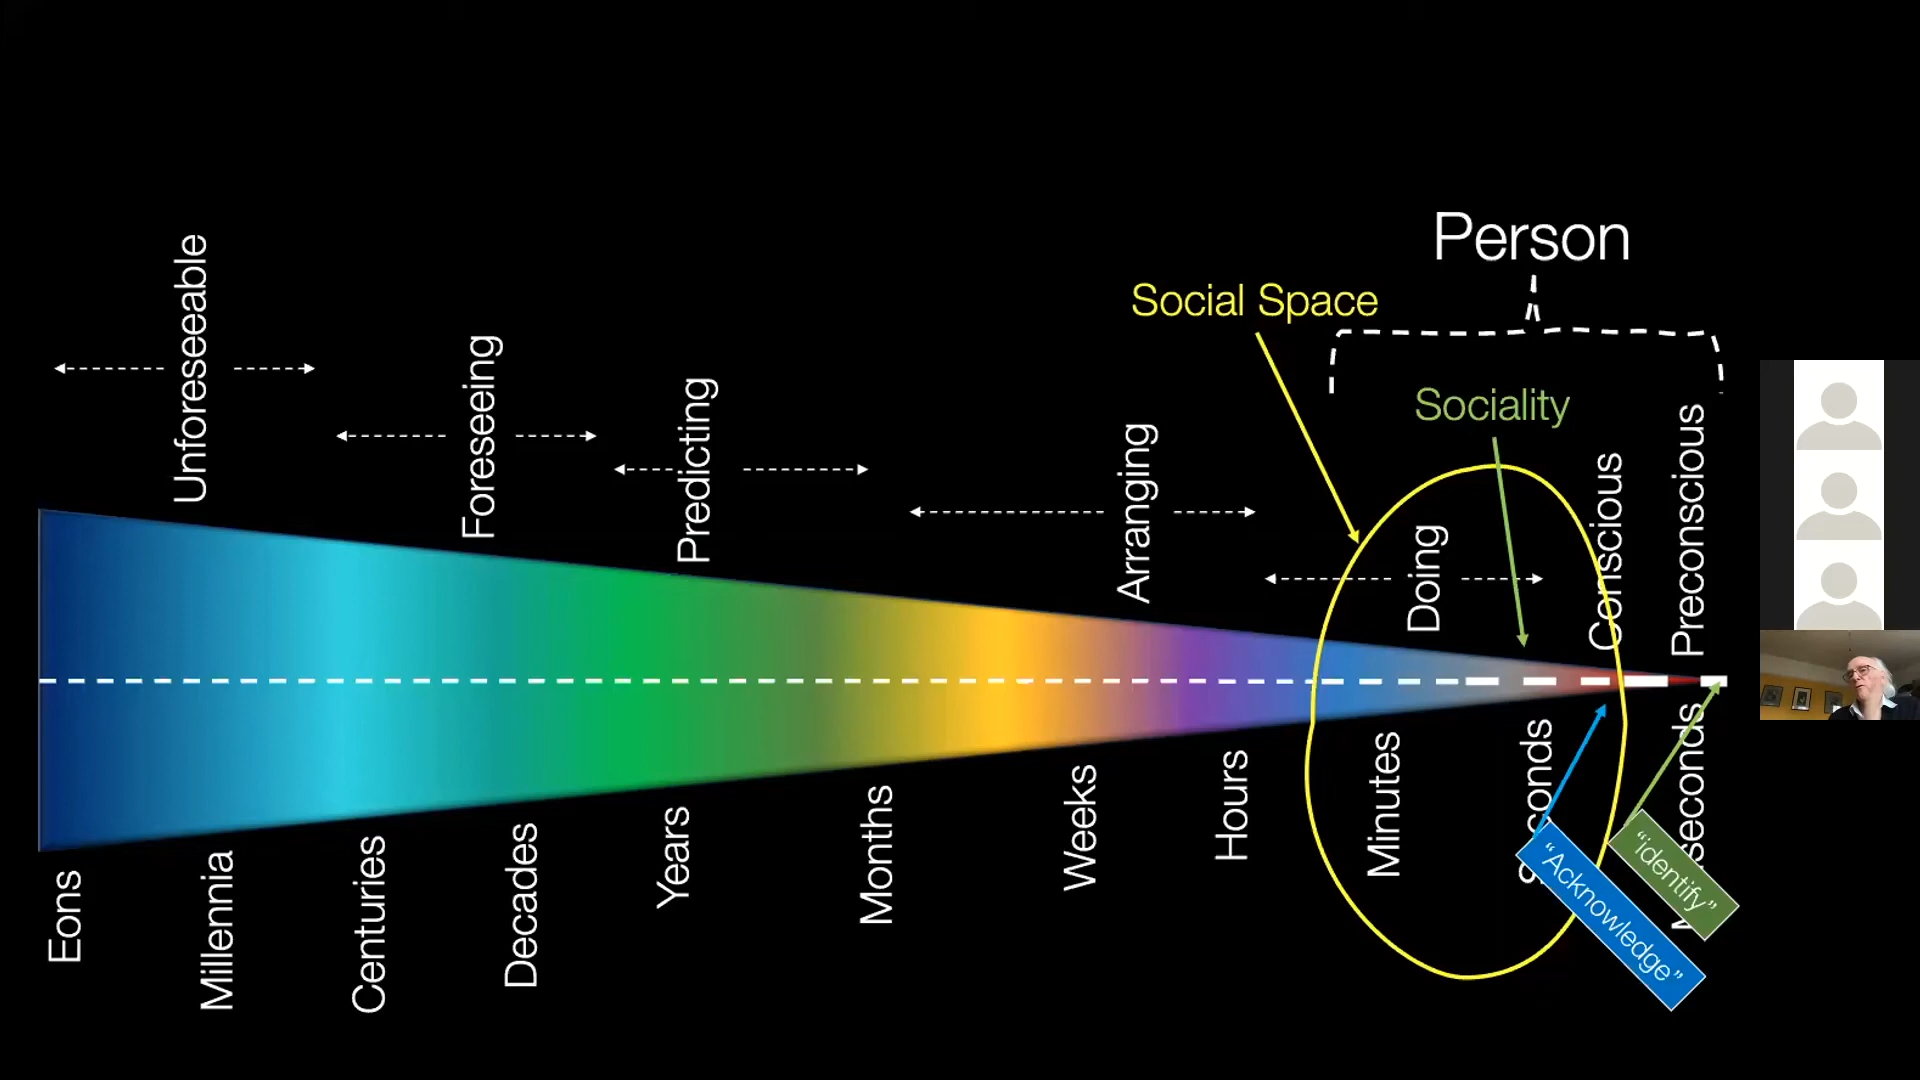 Person
Social Space
Sociality
Unforeseeable
Foreseeing
Predicting
Arranging
Doing
Conscious
Preconscious
Eons
Millennia
Centuries
Decades
Years
Months
Weeks
Hours
Minutes
“Acknowledge”
“identify”